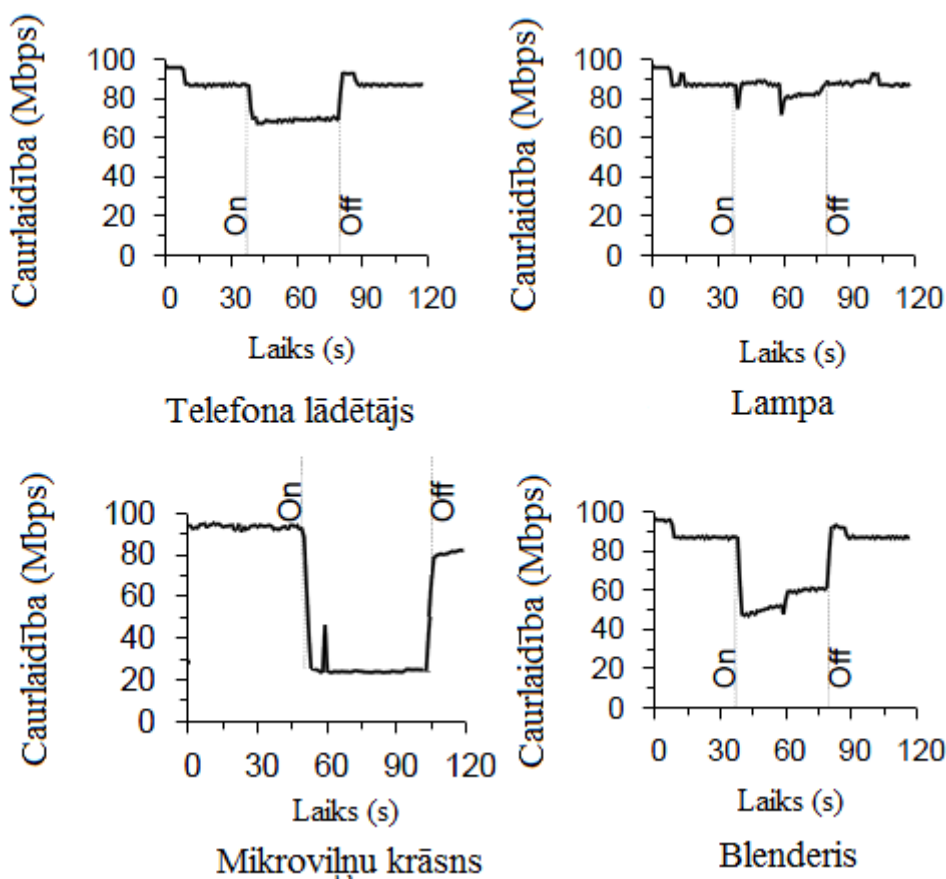 Caurlaidība (Mbps)
100
80
60
40
20
0
On
Off
0 30 60 90 120
Laiks (s)
Telefona lādētājs
Caurlaidība (Mbps)
100
80
60
40
20
0
On
Off
0 30 60 90 120
Laiks (s)
Lampa
Caurlaidība (Mbps)
100
80
60
40
20
0
On
Off
0 30 60 90 120
Laiks (s)
Mikroviļņu krāsns
Caurlaidība (Mbps)
100
80
60
40
20
0
On
Off
0 30 60 90 120
Laiks (s)
Blenderis